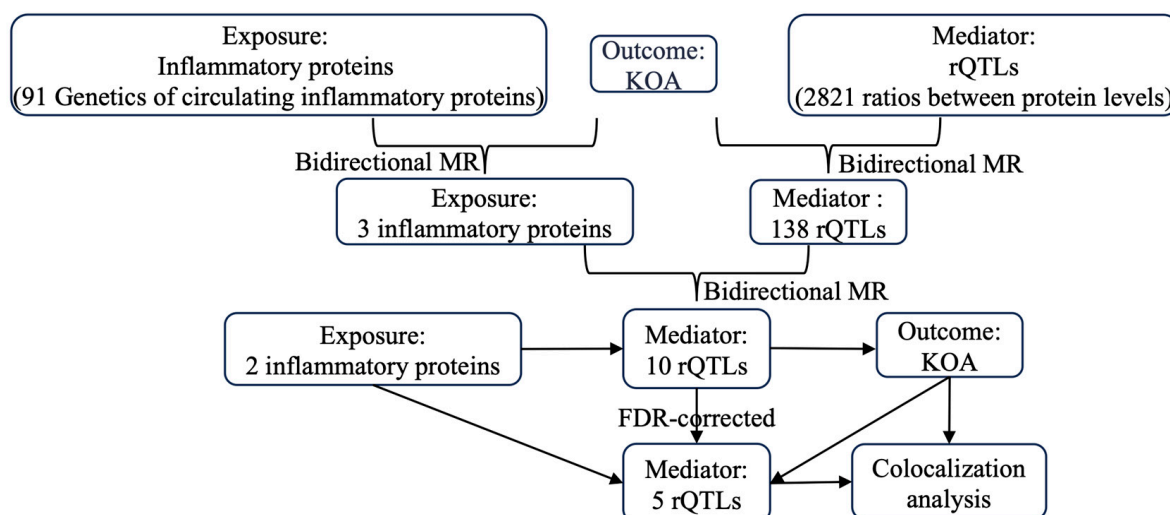 Exposure:
Inflammatory proteins
(91 Genetics of circulating inflammatory proteins)
Outcome:
KOA
Mediator:
rQTLs
(2821 ratios between protein levels)
Bidirectional MR
Bidirectional MR
Exposure:
3 inflammatory proteins
Mediator :
138 rQTLs
Bidirectional MR
Exposure:
2 inflammatory proteins
Mediator:
10 rQTLs
Outcome:
KOA
FDR-corrected
Mediator:
5 rQTLs
Colocalization
analysis